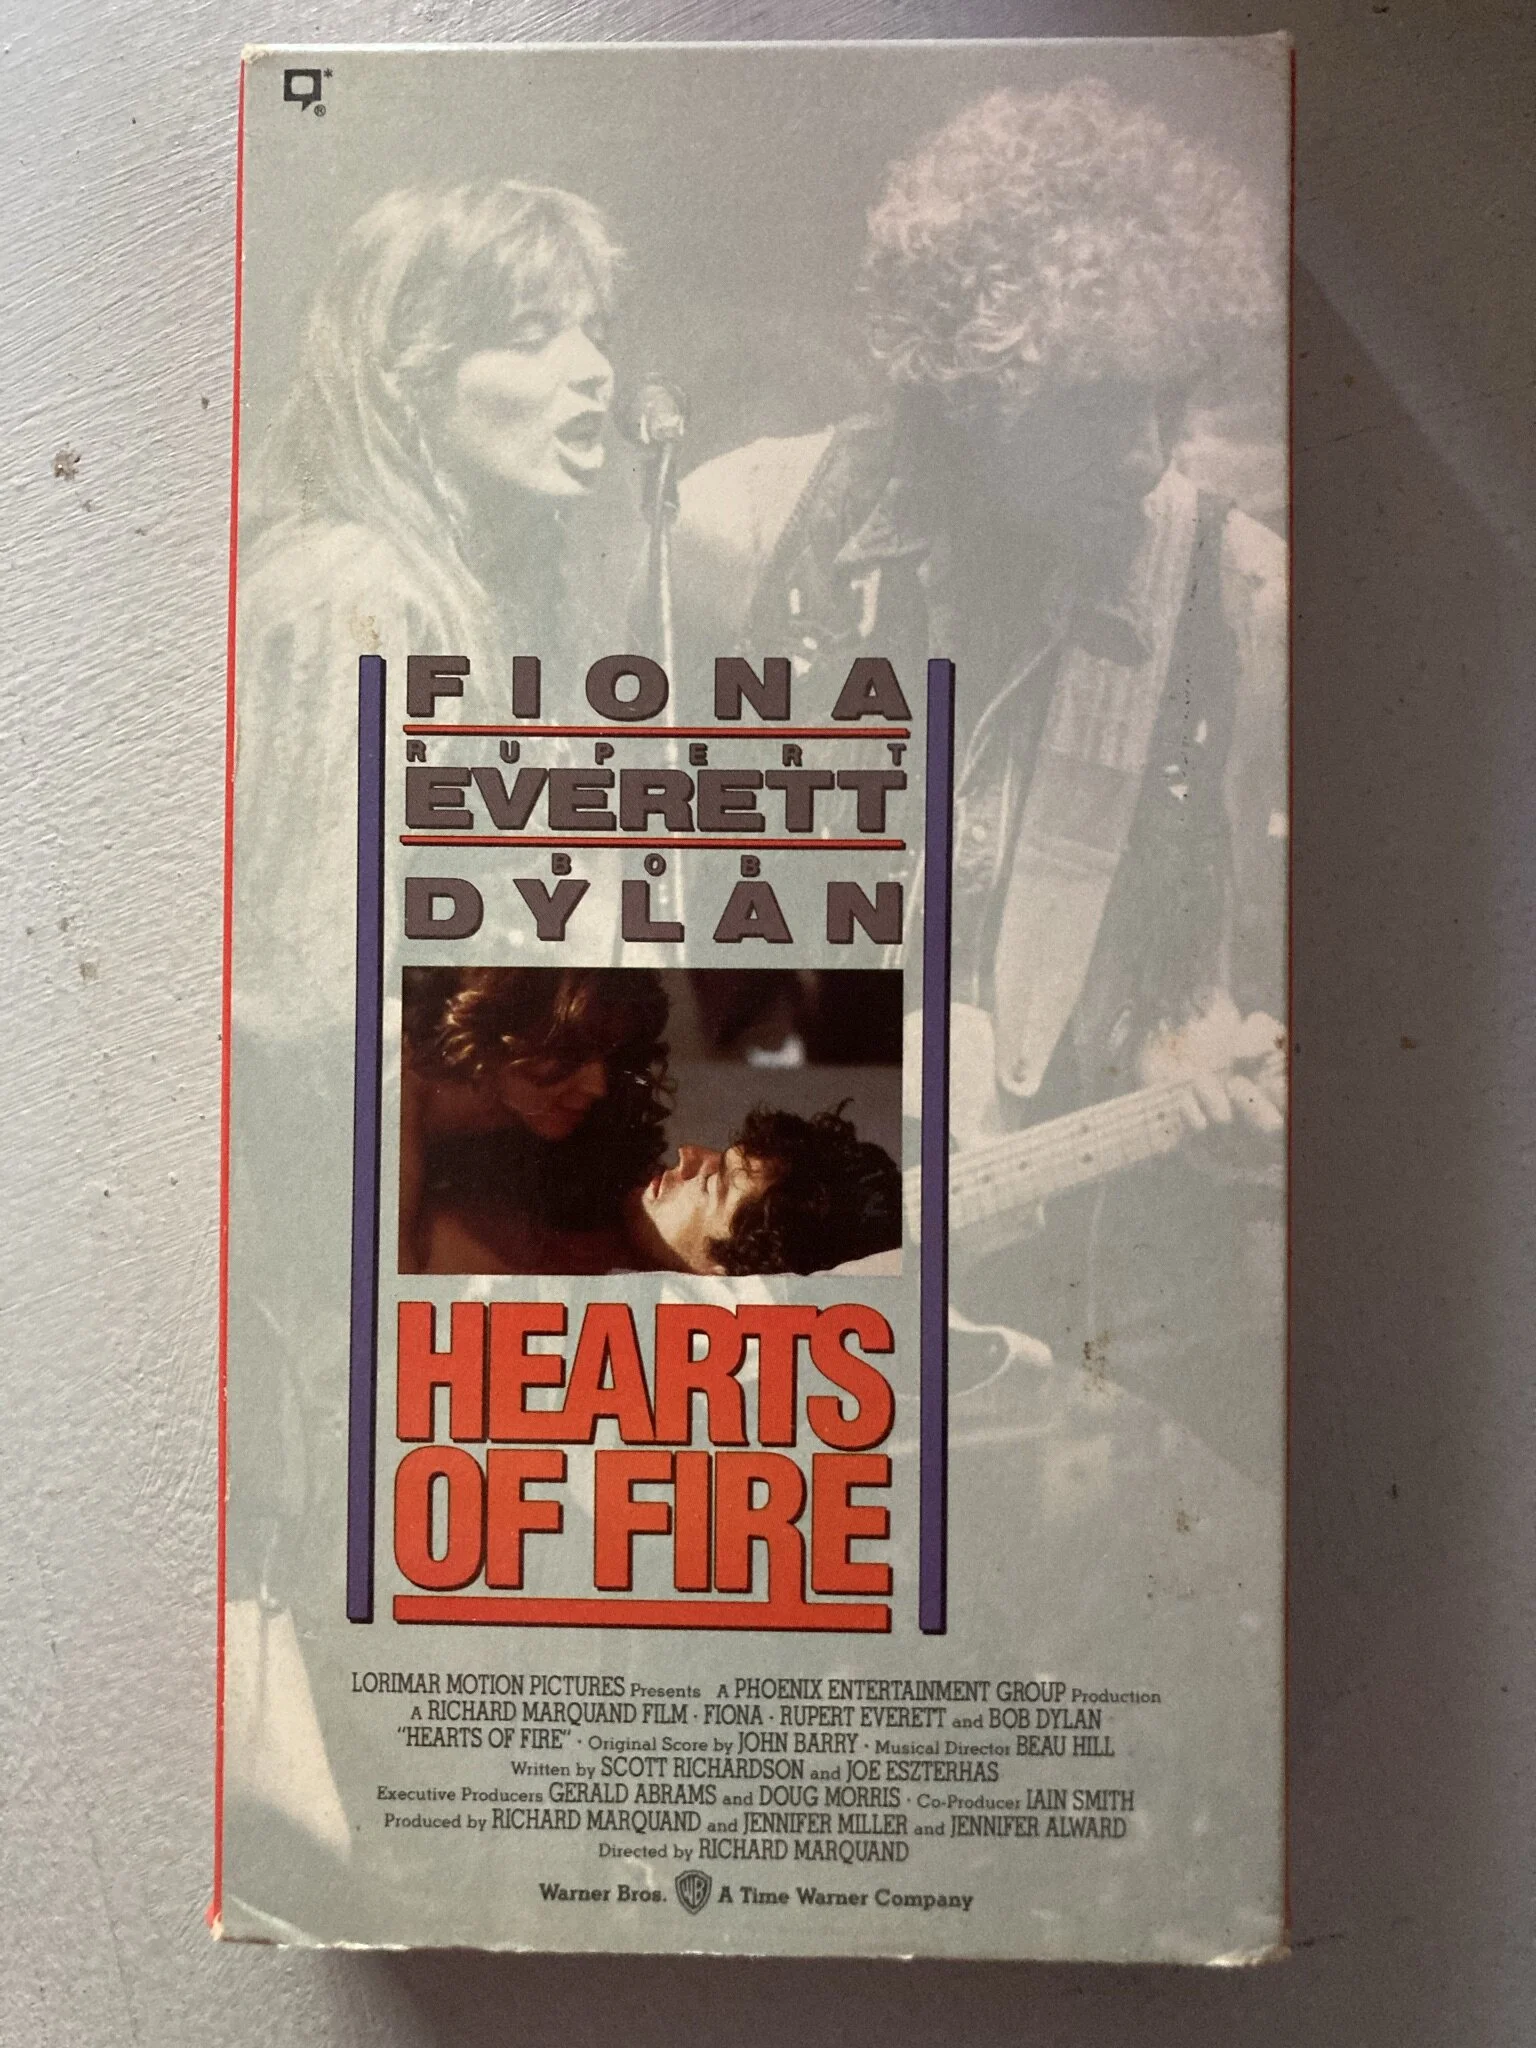 ®
FIONA
RUPERT
EVERETT
BOB
DYLAN
HEARTS
OF FIRE
LORIMAR MOTION PICTURES Presents A PHOENIX ENTERTAINMENT GROUP Production
A RICHARD MARQUAND FILM · FIONA · RUPERT EVERETT and BOB DYLAN
"HEARTS OF FIRE" · Original Score by JOHN BARRY · Musical Director BEAU HILL
Written by SCOTT RICHARDSON and JOE ESZTERHAS
Executive Producers GERALD ABRAMS and DOUG MORRIS · Co-Producer IAIN SMITH
Produced by RICHARD MARQUAND and JENNIFER MILLER and JENNIFER ALWARD
Directed by RICHARD MARQUAND
Warner Bros. WB A Time Warner Company